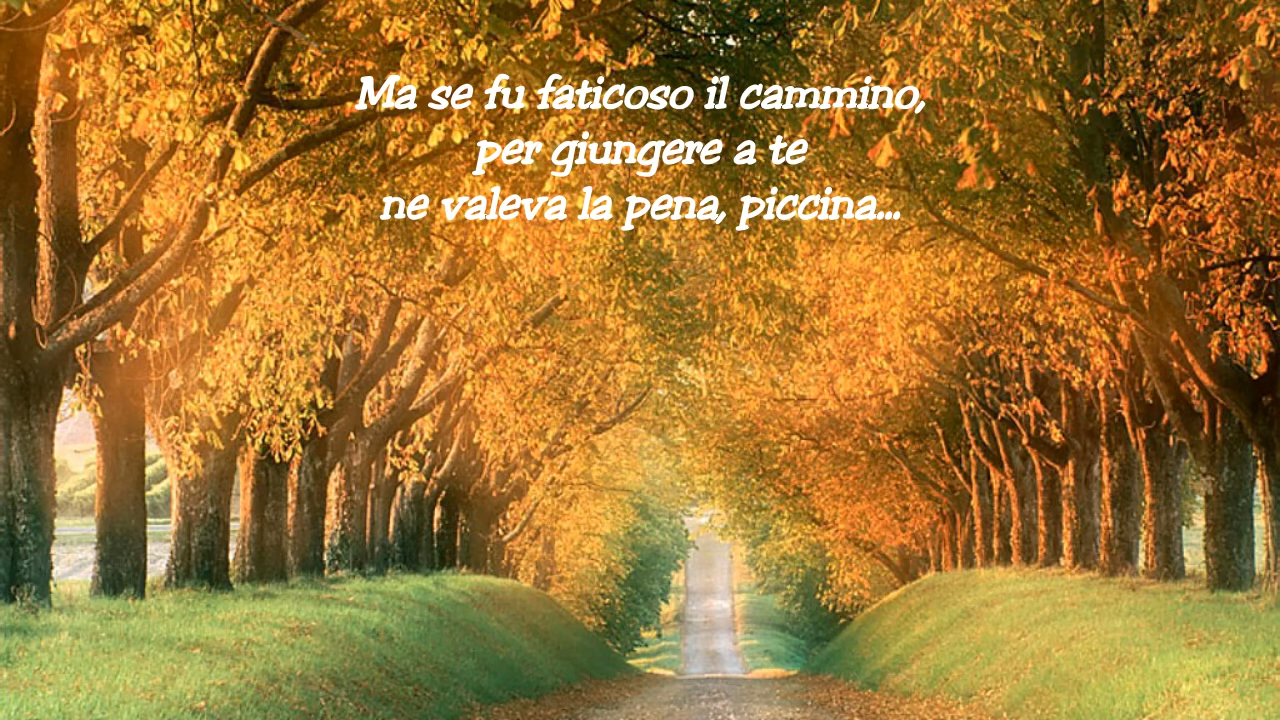 Ma se fu faticoso il cammino,
per giungere a te
ne valeva la pena, piccina...